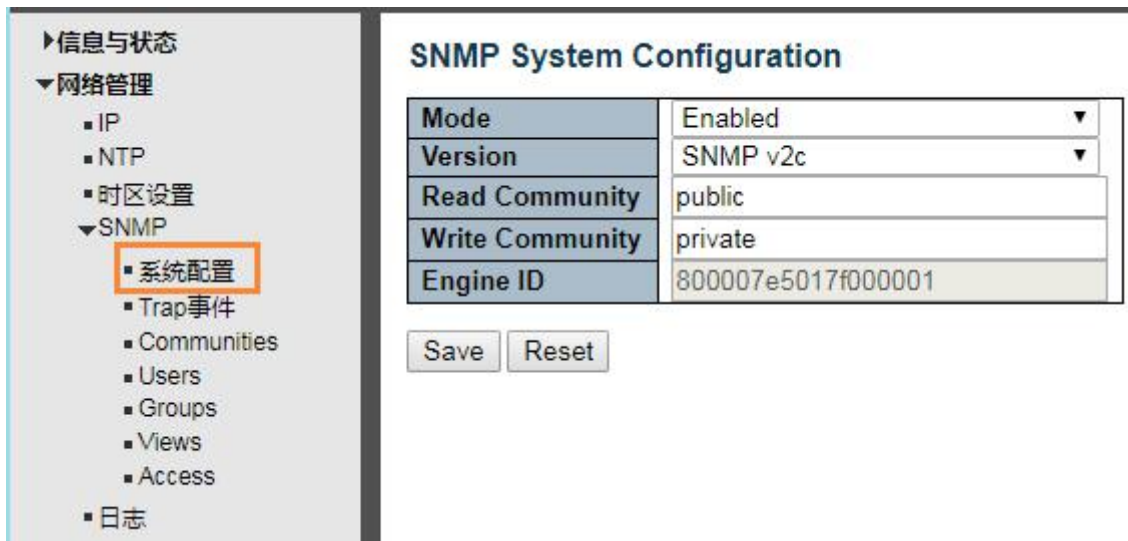 信息与状态
网络管理
IP
NTP
时区设置
SNMP
系统配置
Trap事件
Communities
Users
Groups
Views
Access
日志
SNMP System Configuration
Mode Enabled
Version SNMP v2c
Read Community public
Write Community private
Engine ID 800007e5017f000001
Save Reset